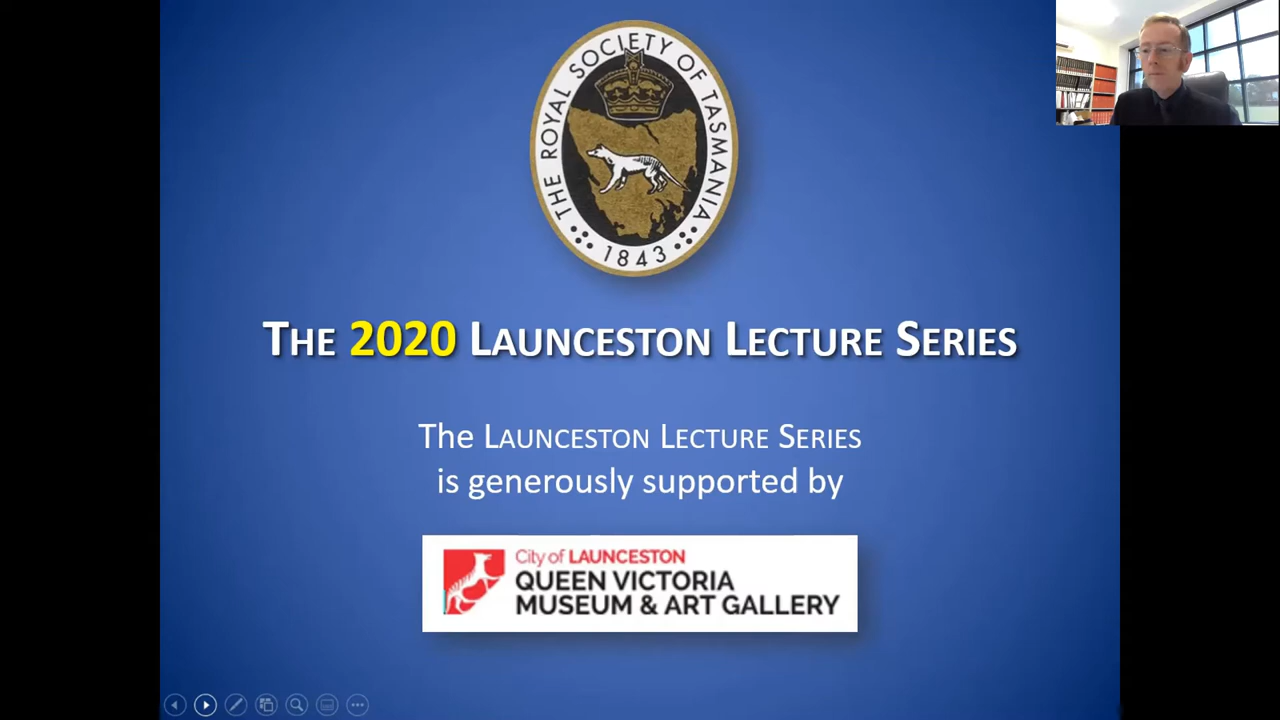 THE ROYAL SOCIETY OF TASMANIA
1843
THE 2020 LAUNCESTON LECTURE SERIES
The LAUNCESTON LECTURE SERIES
is generously supported by
City of LAUNCESTON
QUEEN VICTORIA
MUSEUM & ART GALLERY